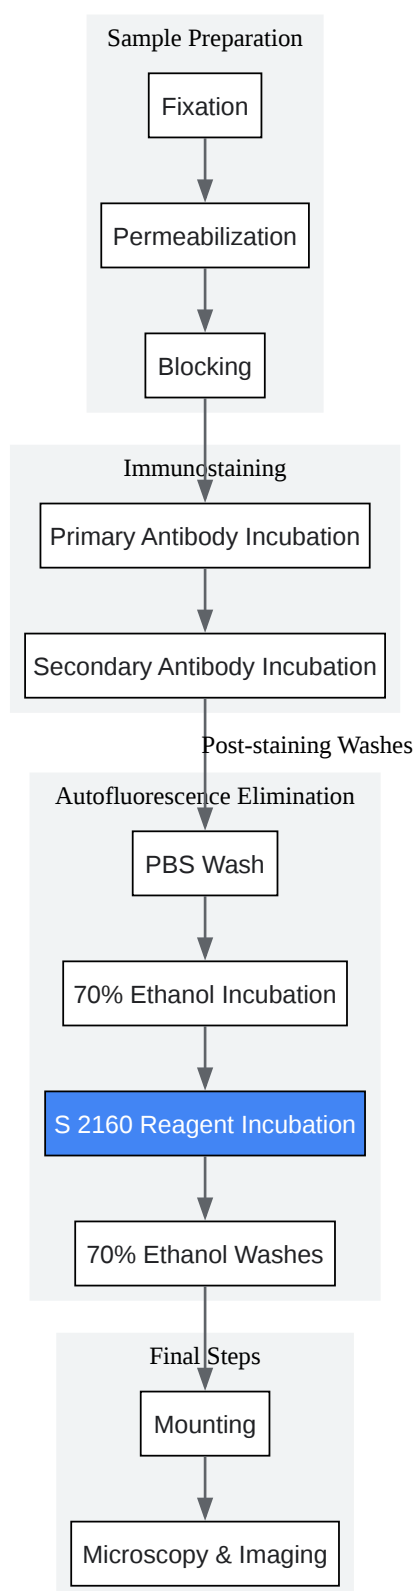 Sample Preparation
Fixation
Permeabilization
Blocking
Immunostaining
Primary Antibody Incubation
Secondary Antibody Incubation
Post-staining Washes
Autofluorescence Elimination
PBS Wash
70% Ethanol Incubation
S 2160 Reagent Incubation
70% Ethanol Washes
Final Steps
Mounting
Microscopy & Imaging